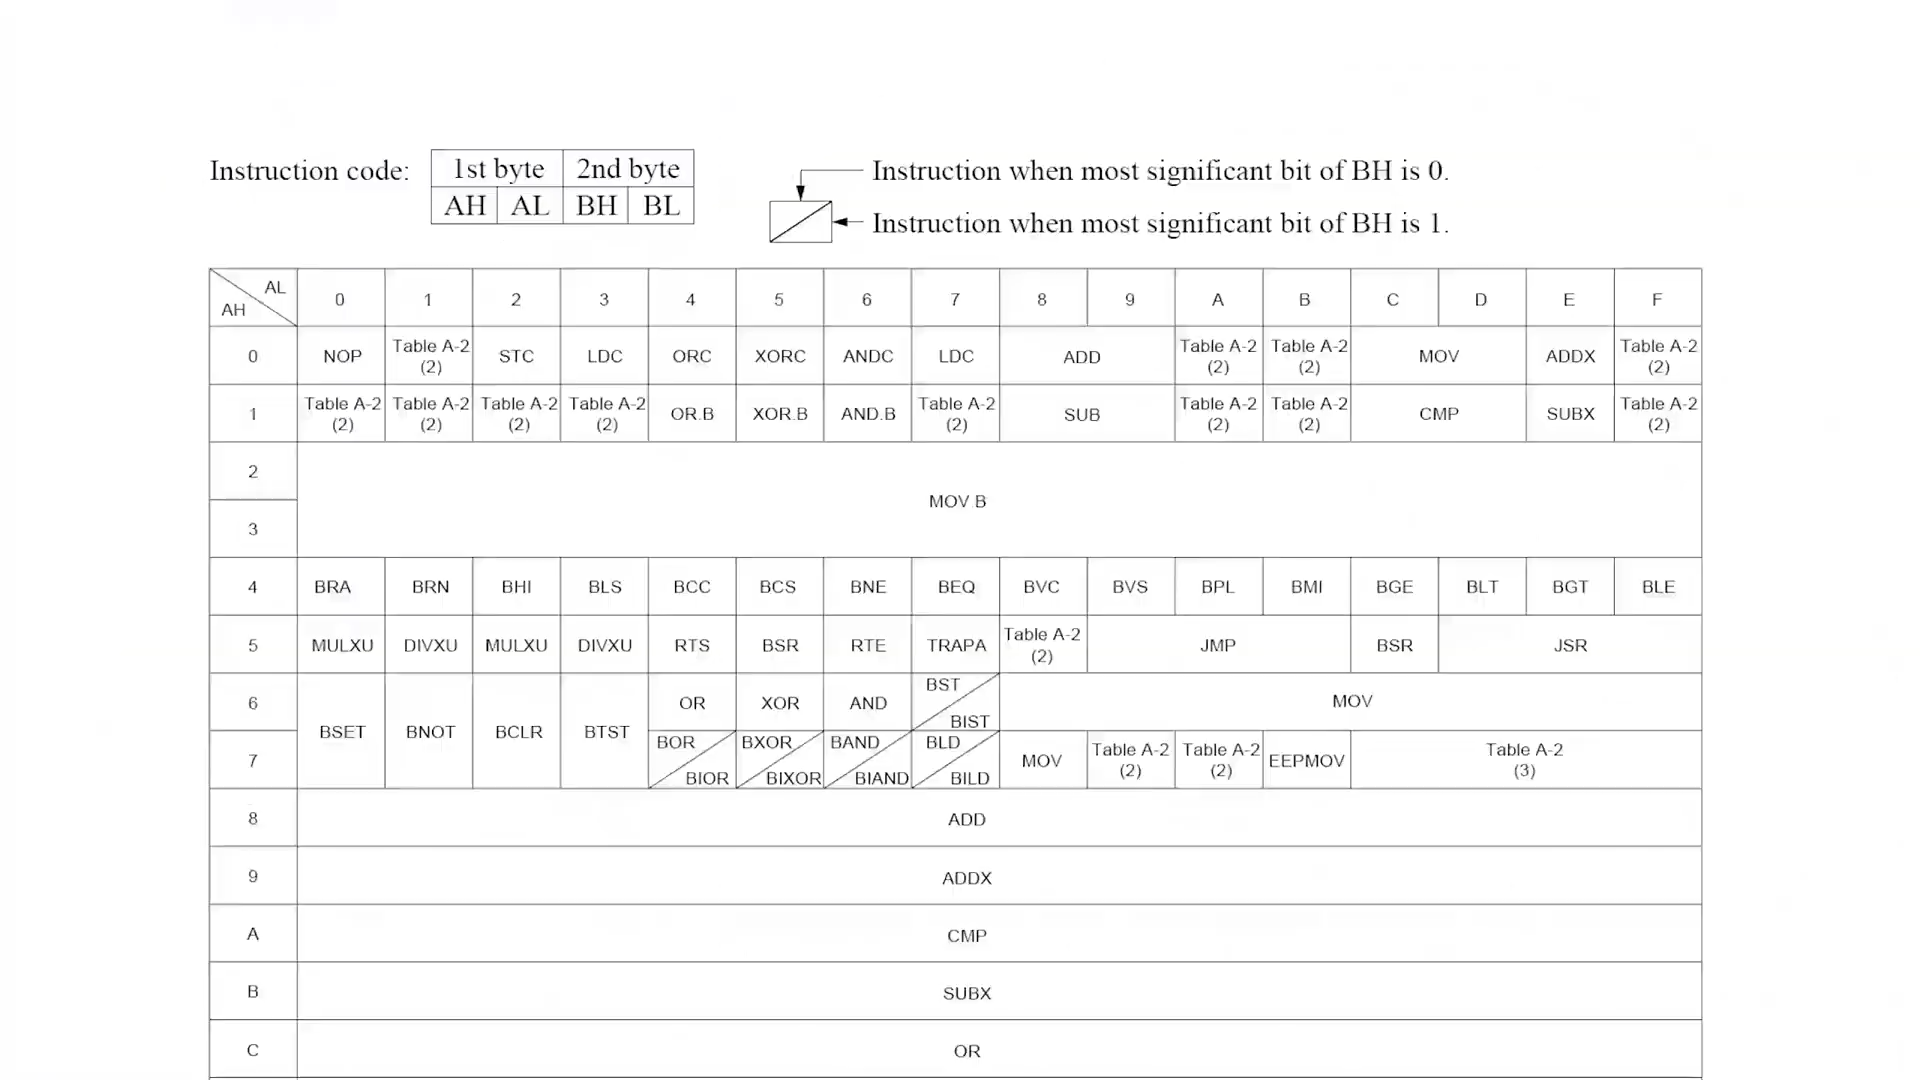 Instruction code: 1st byte 2nd byte
AH AL BH BL
Instruction when most significant bit of BH is 0.
Instruction when most significant bit of BH is 1.
AL
AH
0 1 2 3 4 5 6 7 8 9 A B C D E F
0 NOP Table A-2 (2) STC LDC ORC XORC ANDC LDC ADD Table A-2 (2) Table A-2 (2) MOV ADDX Table A-2 (2)
1 Table A-2 (2) Table A-2 (2) Table A-2 (2) Table A-2 (2) OR.B XOR.B AND.B Table A-2 (2) SUB Table A-2 (2) Table A-2 (2) CMP SUBX Table A-2 (2)
2
MOV B
3
4 BRA BRN BHI BLS BCC BCS BNE BEQ BVC BVS BPL BMI BGE BLT BGT BLE
5 MULXU DIVXU MULXU DIVXU RTS BSR RTE TRAPA Table A-2 (2) JMP BSR JSR
6 OR XOR AND BST BIST MOV
BSET BNOT BCLR BTST
7 BOR BIOR BXOR BIXOR BAND BIAND BLD BILD MOV Table A-2 (2) Table A-2 (2) EEPMOV Table A-2 (3)
8 ADD
9 ADDX
A CMP
B SUBX
C OR